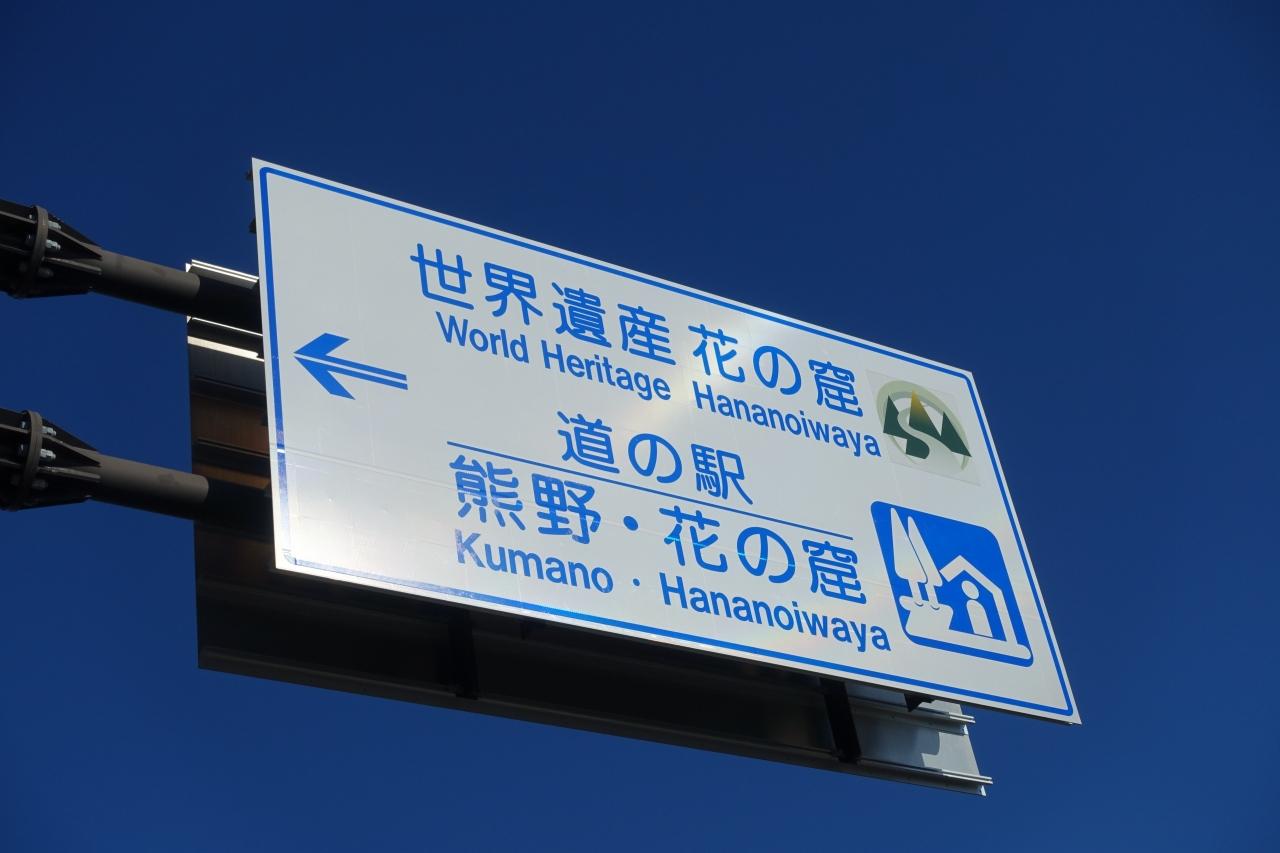 世界遺産 花の窟
World Heritage Hananoiwaya
道の駅
熊野・花の窟
Kumano・Hananoiwaya